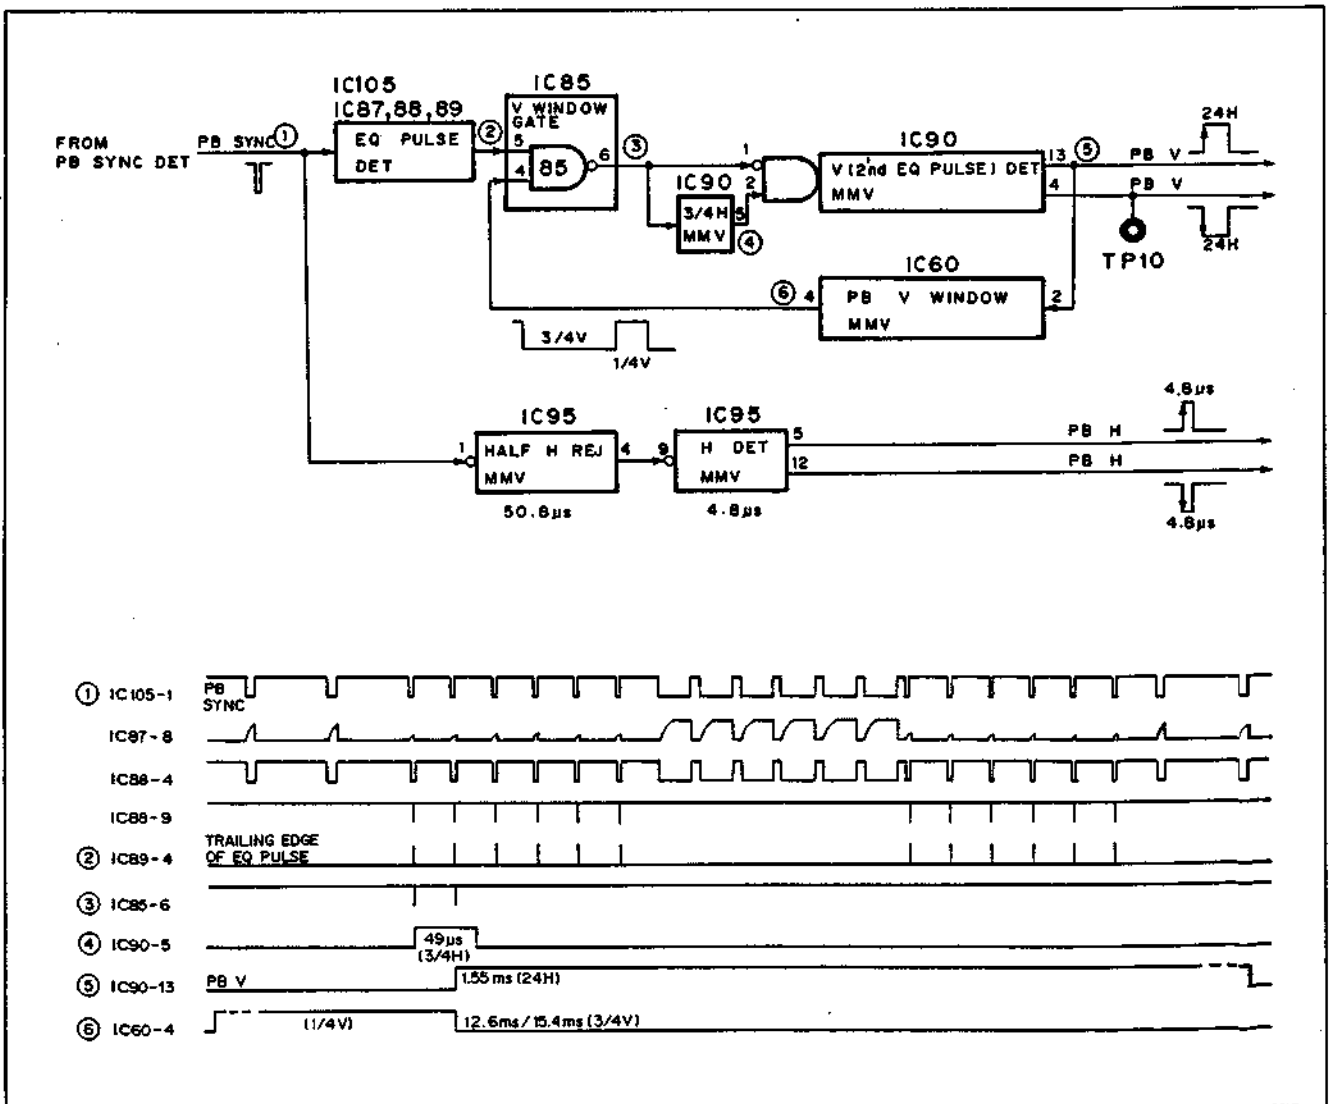 IC105
IC87,88,89
IC85
FROM
PB SYNC DET
PB SYNC
①
EQ PULSE
DET
②
V WINDOW
GATE
5
4
85
6
③
IC90
3/4H
MMV
5
④
1
2
IC90
V(2'nd EQ PULSE) DET
MMV
13
4
⑤
PB V
PB V
24H
24H
TP10
IC60
PB V WINDOW
MMV
⑥ 4
2
3/4V
1/4V
IC95
1
HALF H REJ
MMV
4
50.8µs
IC95
9
H DET
MMV
5
12
4.8µs
PB H
PB H
4.8µs
4.8µs
① IC105-1
PB
SYNC
IC87-8
IC88-4
IC88-9
② IC89-4
TRAILING EDGE
OF EQ PULSE
③ IC85-6
④ IC90-5
49µs
(3/4H)
⑤ IC90-13
PB V
1.55ms (24H)
⑥ IC60-4
(1/4V)
12.6ms/15.4ms (3/4V)